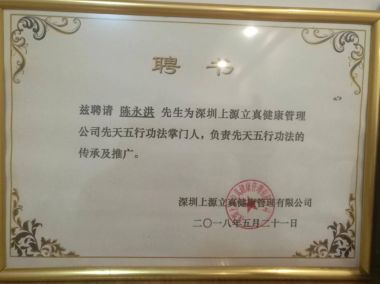 聘书
兹聘请 陈永洪 先生为深圳上源立真健康管理
公司先天五行功法掌门人，负责先天五行功法的
传承及推广。
深圳上源立真健康管理有限公司
二〇一八年五月二十一日